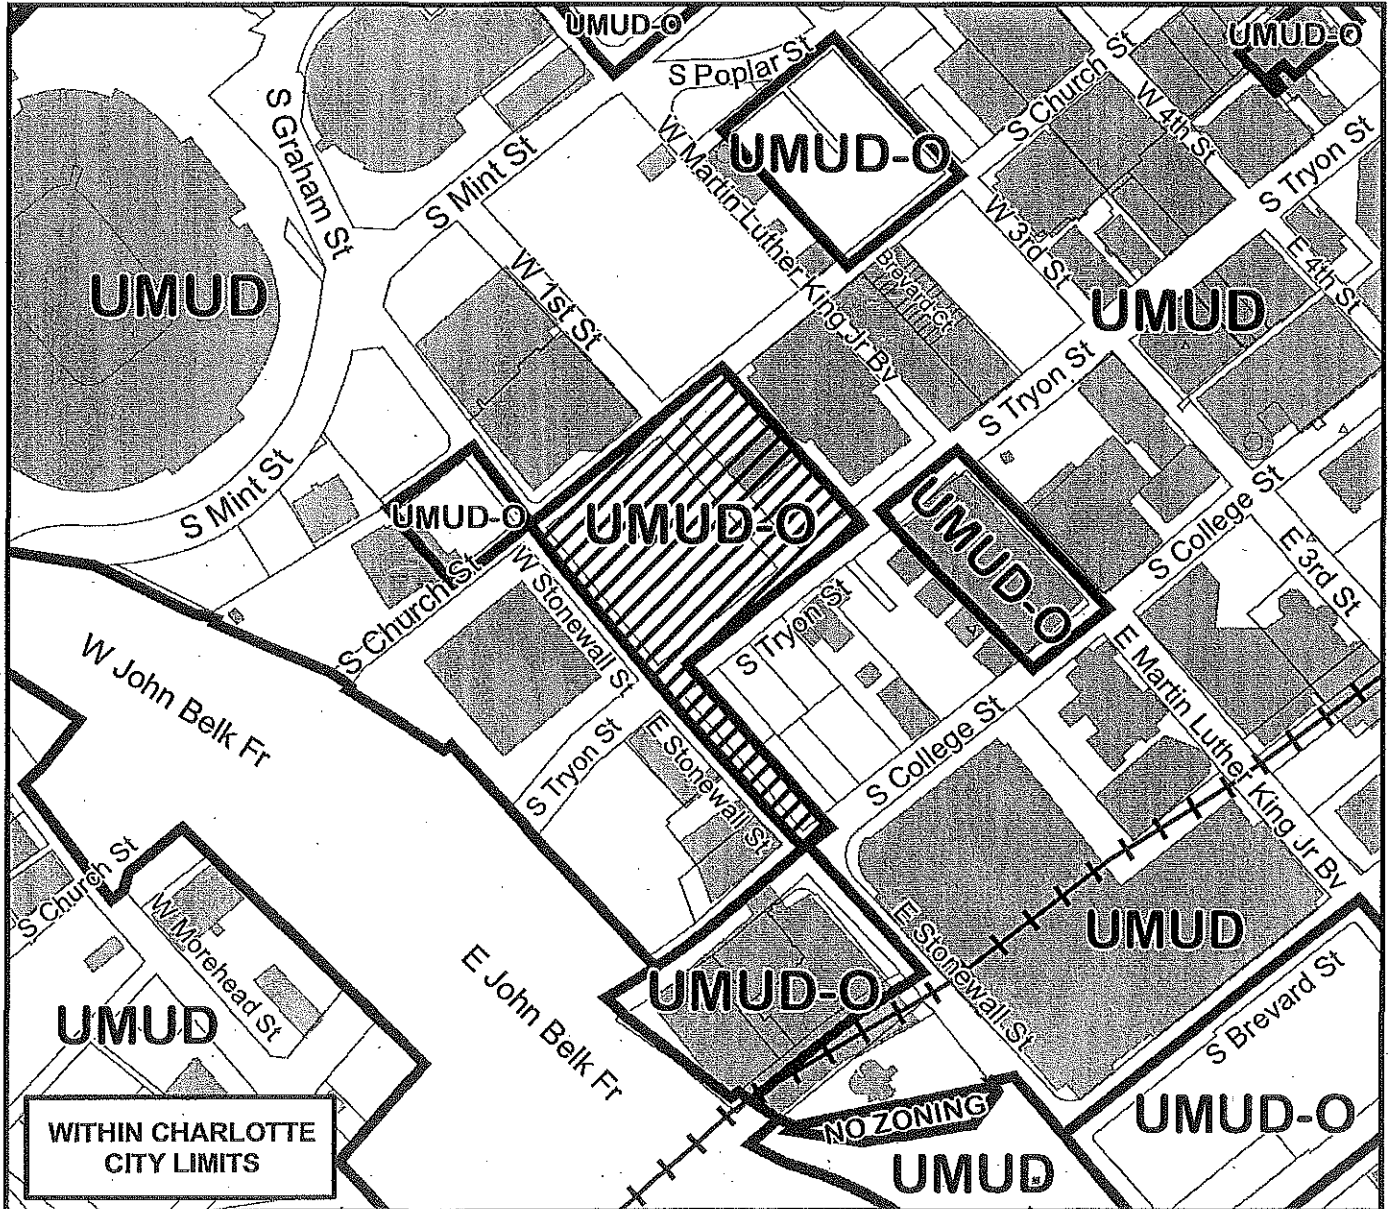 UMUD-O
UMUD-O
S Poplar St
S Church St
W 4th St
S Graham St
W Martin Luther King Jr Bv
UMUD-O
S Tryon St
S Mint St
W 3rd St
E 4th St
UMUD
W 1st St
Brevard Ct
UMUD
S Tryon St
S Mint St
UMUD-O
UMUD-O
UMUD-O
S College St
E 3rd St
S Church St
W Stonewall St
S Tryon St
W John Belk Fr
E Martin Luther King Jr Bv
S Tryon St
E Stonewall St
S College St
S Church St
W Morehead St
E John Belk Fr
UMUD-O
E Stonewall St
UMUD
UMUD
S Brevard St
NO ZONING
UMUD-O
UMUD
WITHIN CHARLOTTE
CITY LIMITS